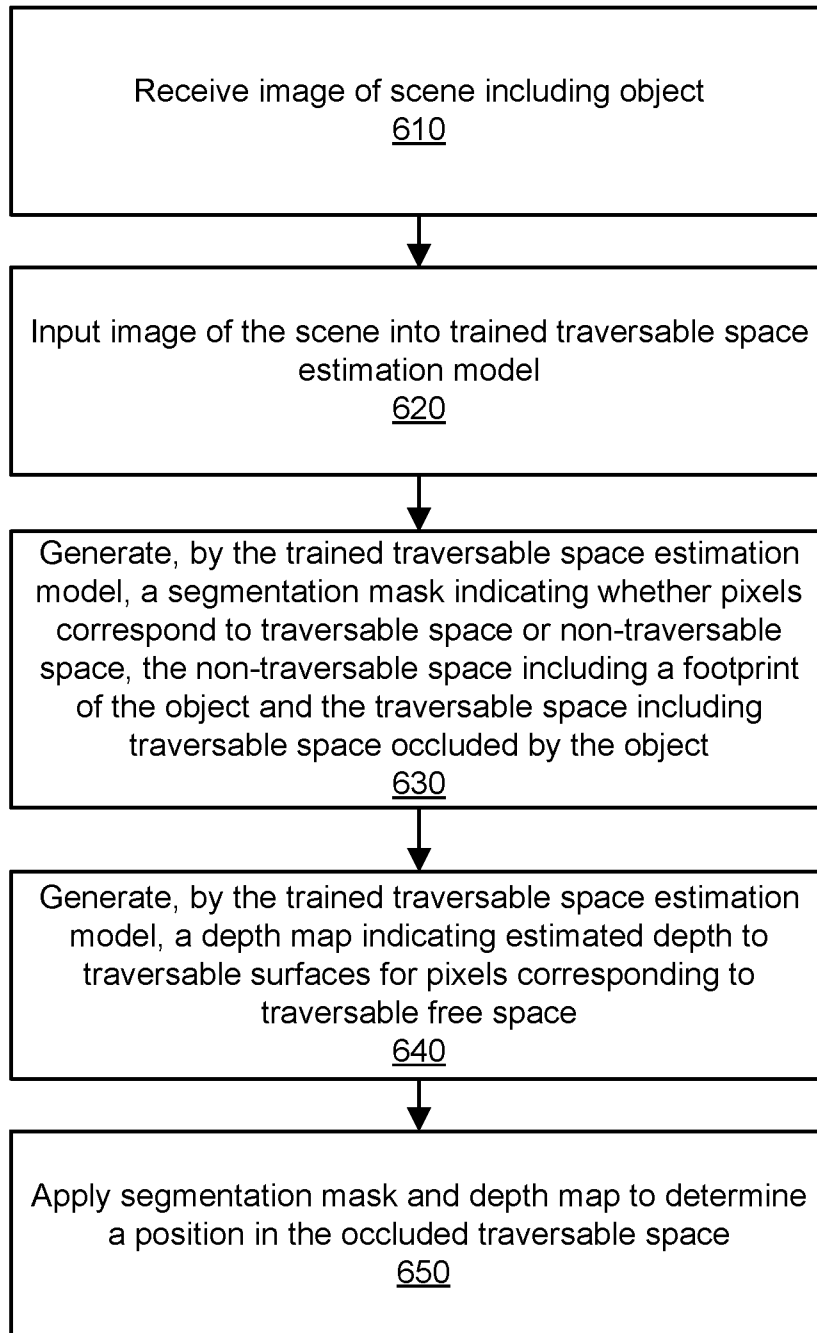 Receive image of scene including object
610
Input image of the scene into trained traversable space
estimation model
620
Generate, by the trained traversable space estimation
model, a segmentation mask indicating whether pixels
correspond to traversable space or non-traversable
space, the non-traversable space including a footprint
of the object and the traversable space including
traversable space occluded by the object
630
Generate, by the trained traversable space estimation
model, a depth map indicating estimated depth to
traversable surfaces for pixels corresponding to
traversable free space
640
Apply segmentation mask and depth map to determine
a position in the occluded traversable space
650